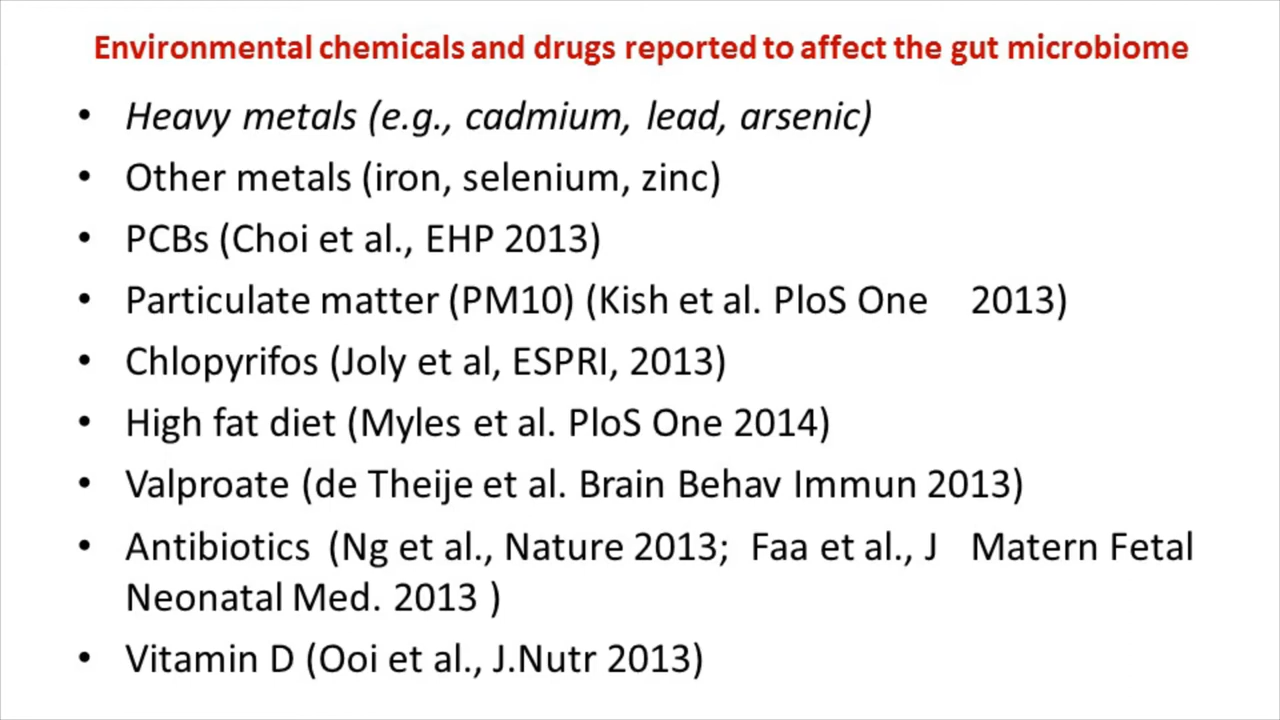 Environmental chemicals and drugs reported to affect the gut microbiome
• Heavy metals (e.g., cadmium, lead, arsenic)
• Other metals (iron, selenium, zinc)
• PCBs (Choi et al., EHP 2013)
• Particulate matter (PM10) (Kish et al. PloS One 2013)
• Chlopyrifos (Joly et al, ESPRI, 2013)
• High fat diet (Myles et al. PloS One 2014)
• Valproate (de Theije et al. Brain Behav Immun 2013)
• Antibiotics (Ng et al., Nature 2013; Faa et al., J Matern Fetal
Neonatal Med. 2013 )
• Vitamin D (Ooi et al., J.Nutr 2013)